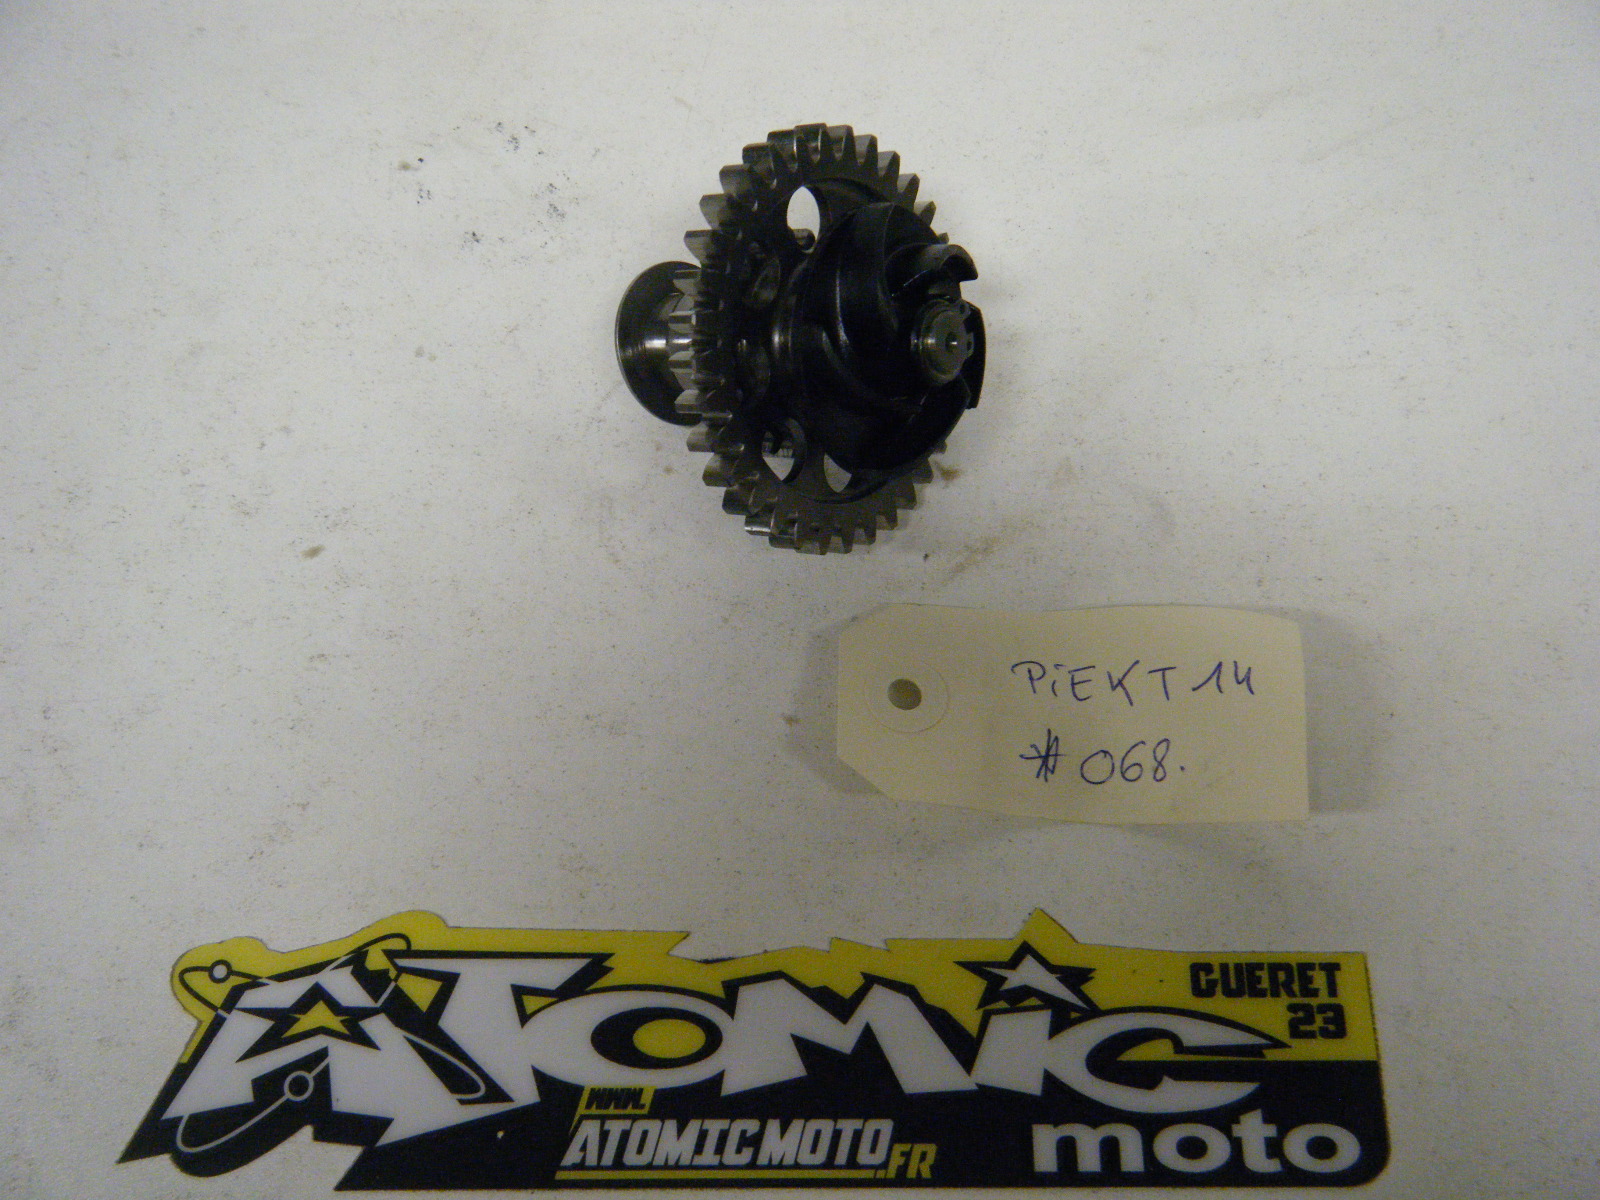 PiEKT14
#068.
ATOMIC
GUERET
23
WWW.
ATOMICMOTO.FR
moto